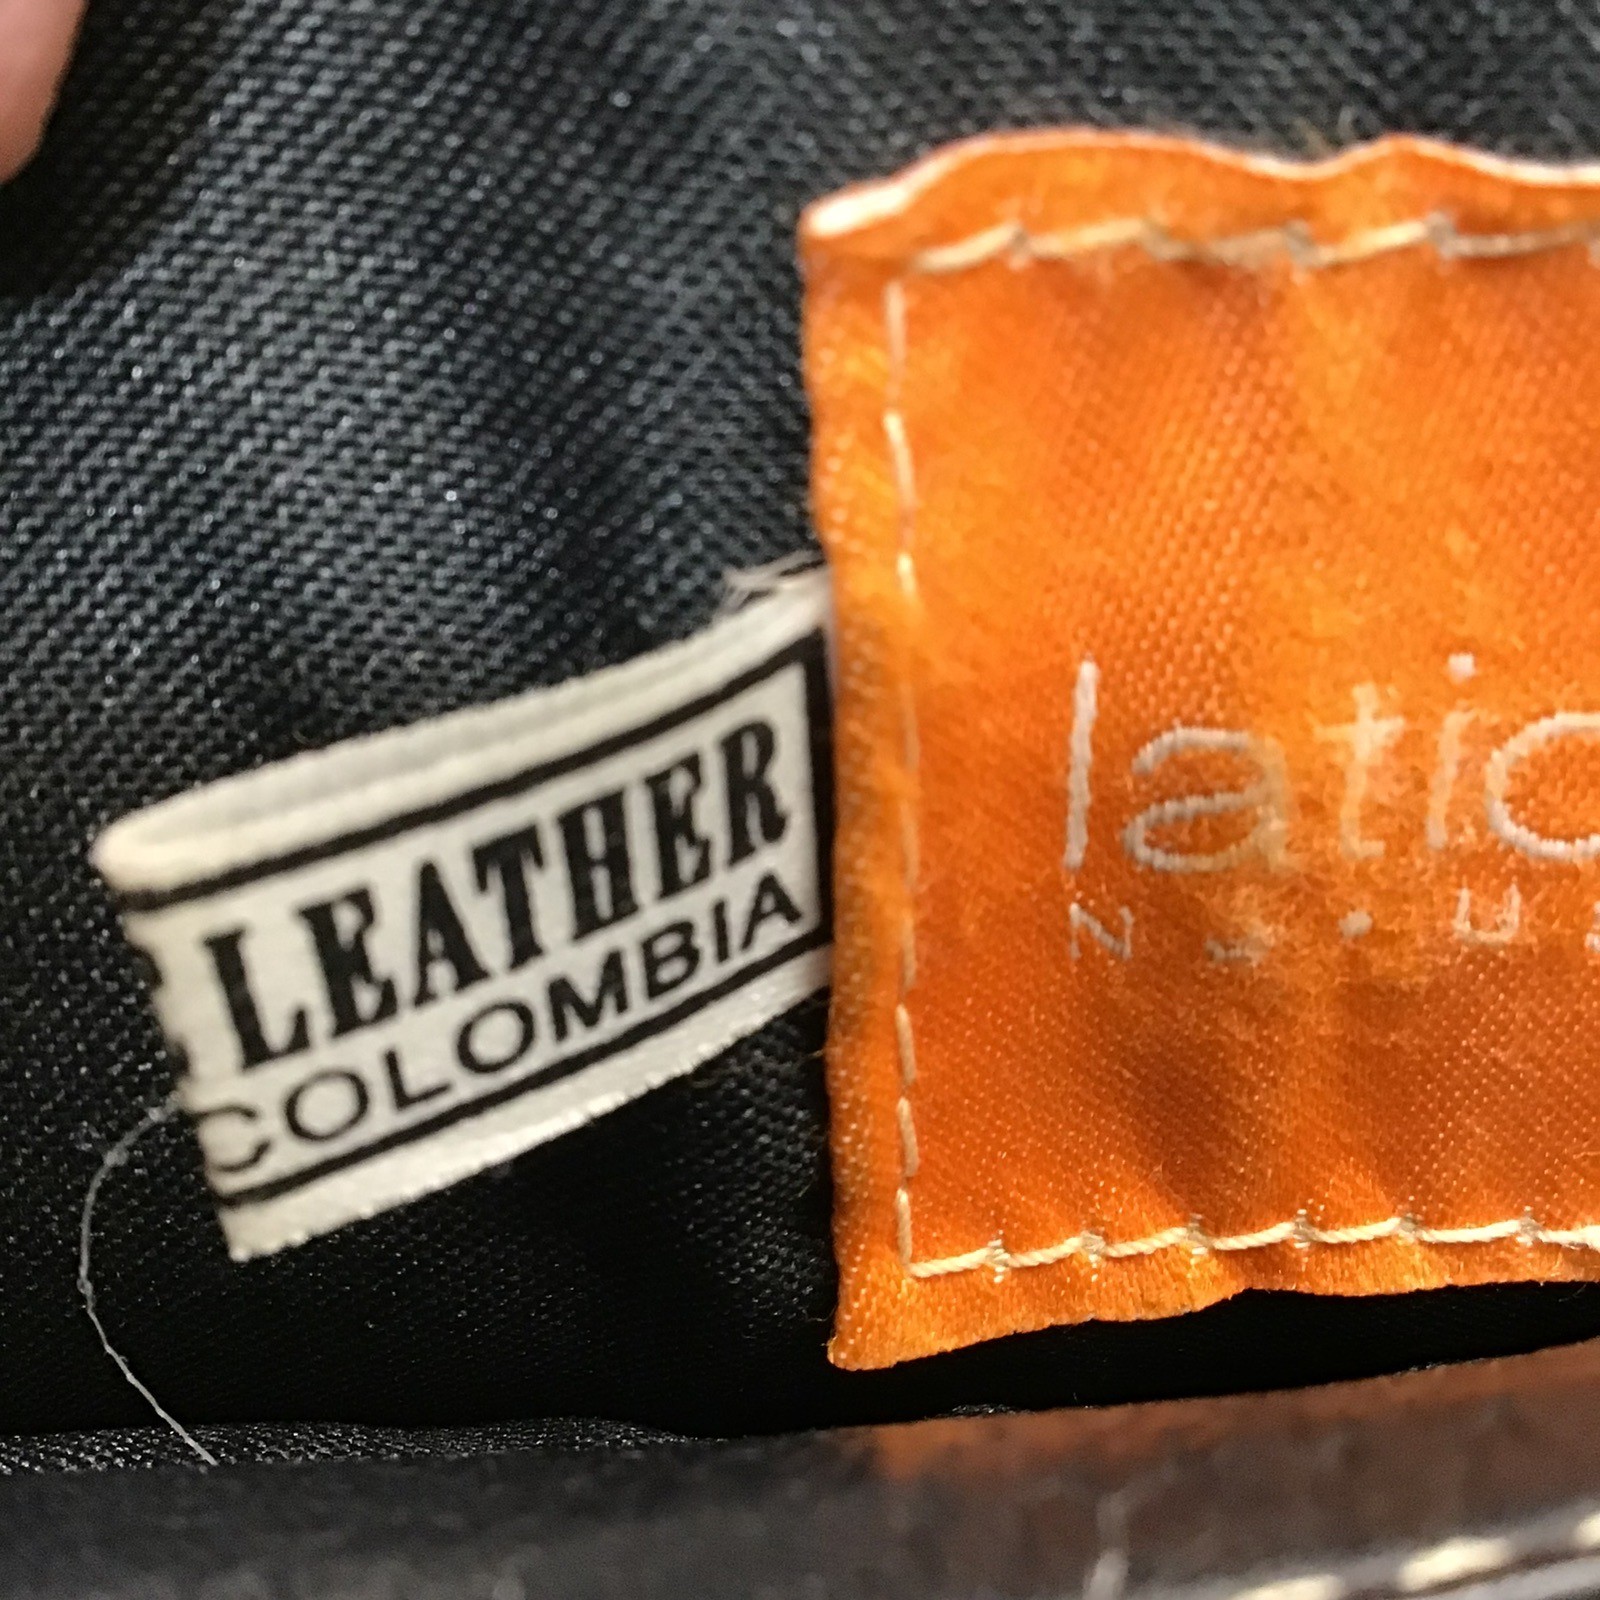 LEATHER
COLOMBIA
latic
N Y . U S